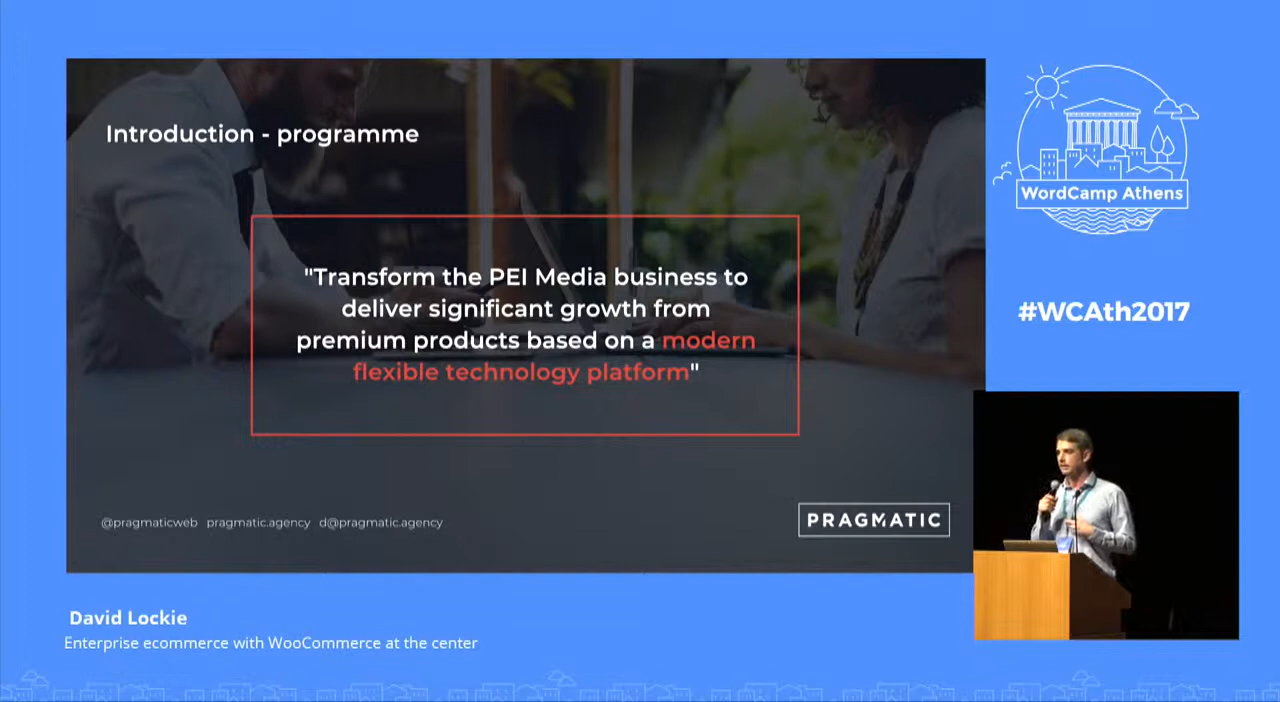 Introduction - programme
"Transform the PEI Media business to
deliver significant growth from
premium products based on a modern
flexible technology platform"
@pragmaticweb pragmatic.agency d@pragmatic.agency
PRAGMATIC
WordCamp Athens
#WCAth2017
David Lockie
Enterprise ecommerce with WooCommerce at the center